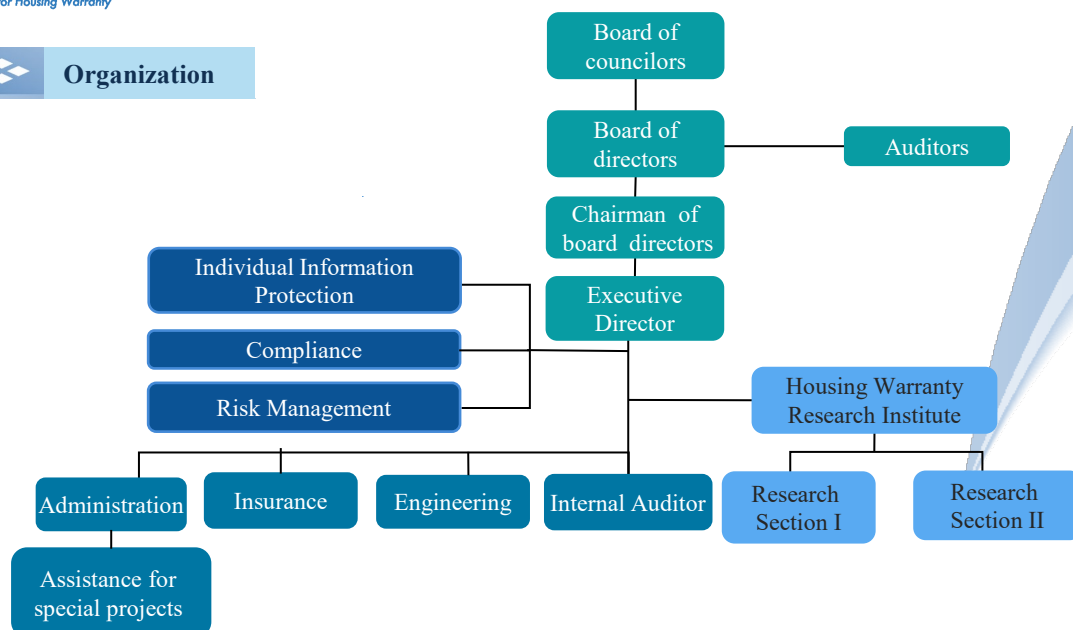 for Housing Warranty
Organization
Board of
councilors
Board of
directors
Auditors
Chairman of
board directors
Executive
Director
Individual Information
Protection
Compliance
Risk Management
Housing Warranty
Research Institute
Administration
Insurance
Engineering
Internal Auditor
Research
Section I
Research
Section II
Assistance for
special projects